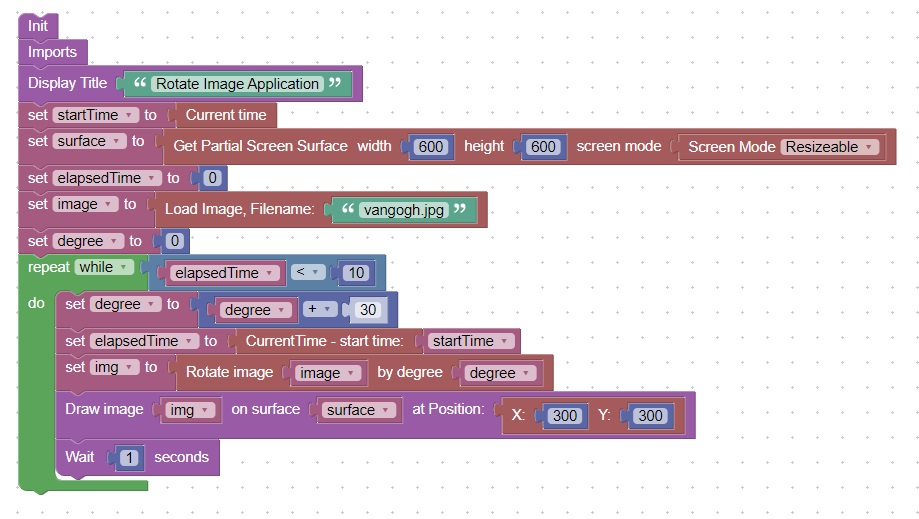 Init
Imports
Display Title “ Rotate Image Application ”
set startTime to Current time
set surface to Get Partial Screen Surface width 600 height 600 screen mode Screen Mode Resizeable
set elapsedTime to 0
set image to Load Image, Filename: “ vangogh.jpg ”
set degree to 0
repeat while elapsedTime < 10
do set degree to degree + 30
set elapsedTime to CurrentTime - start time: startTime
set img to Rotate image image by degree degree
Draw image img on surface surface at Position: X: 300 Y: 300
Wait 1 seconds